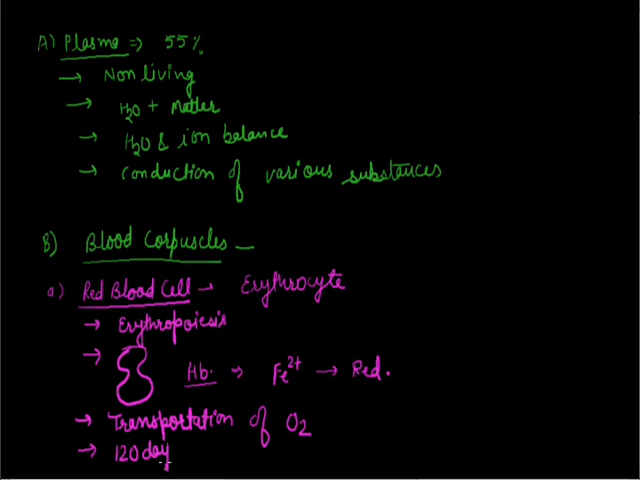 A) Plasma ⇒ 55%
→ Non living
→ H2O + Matter
→ H2O & ion balance
→ Conduction of various substances
B) Blood Corpuscles —
a) Red Blood Cell → Erythrocyte
→ Erythropoiesis
→ Hb. ⇒ Fe2+ → Red.
→ Transportation of O2
→ 120 day